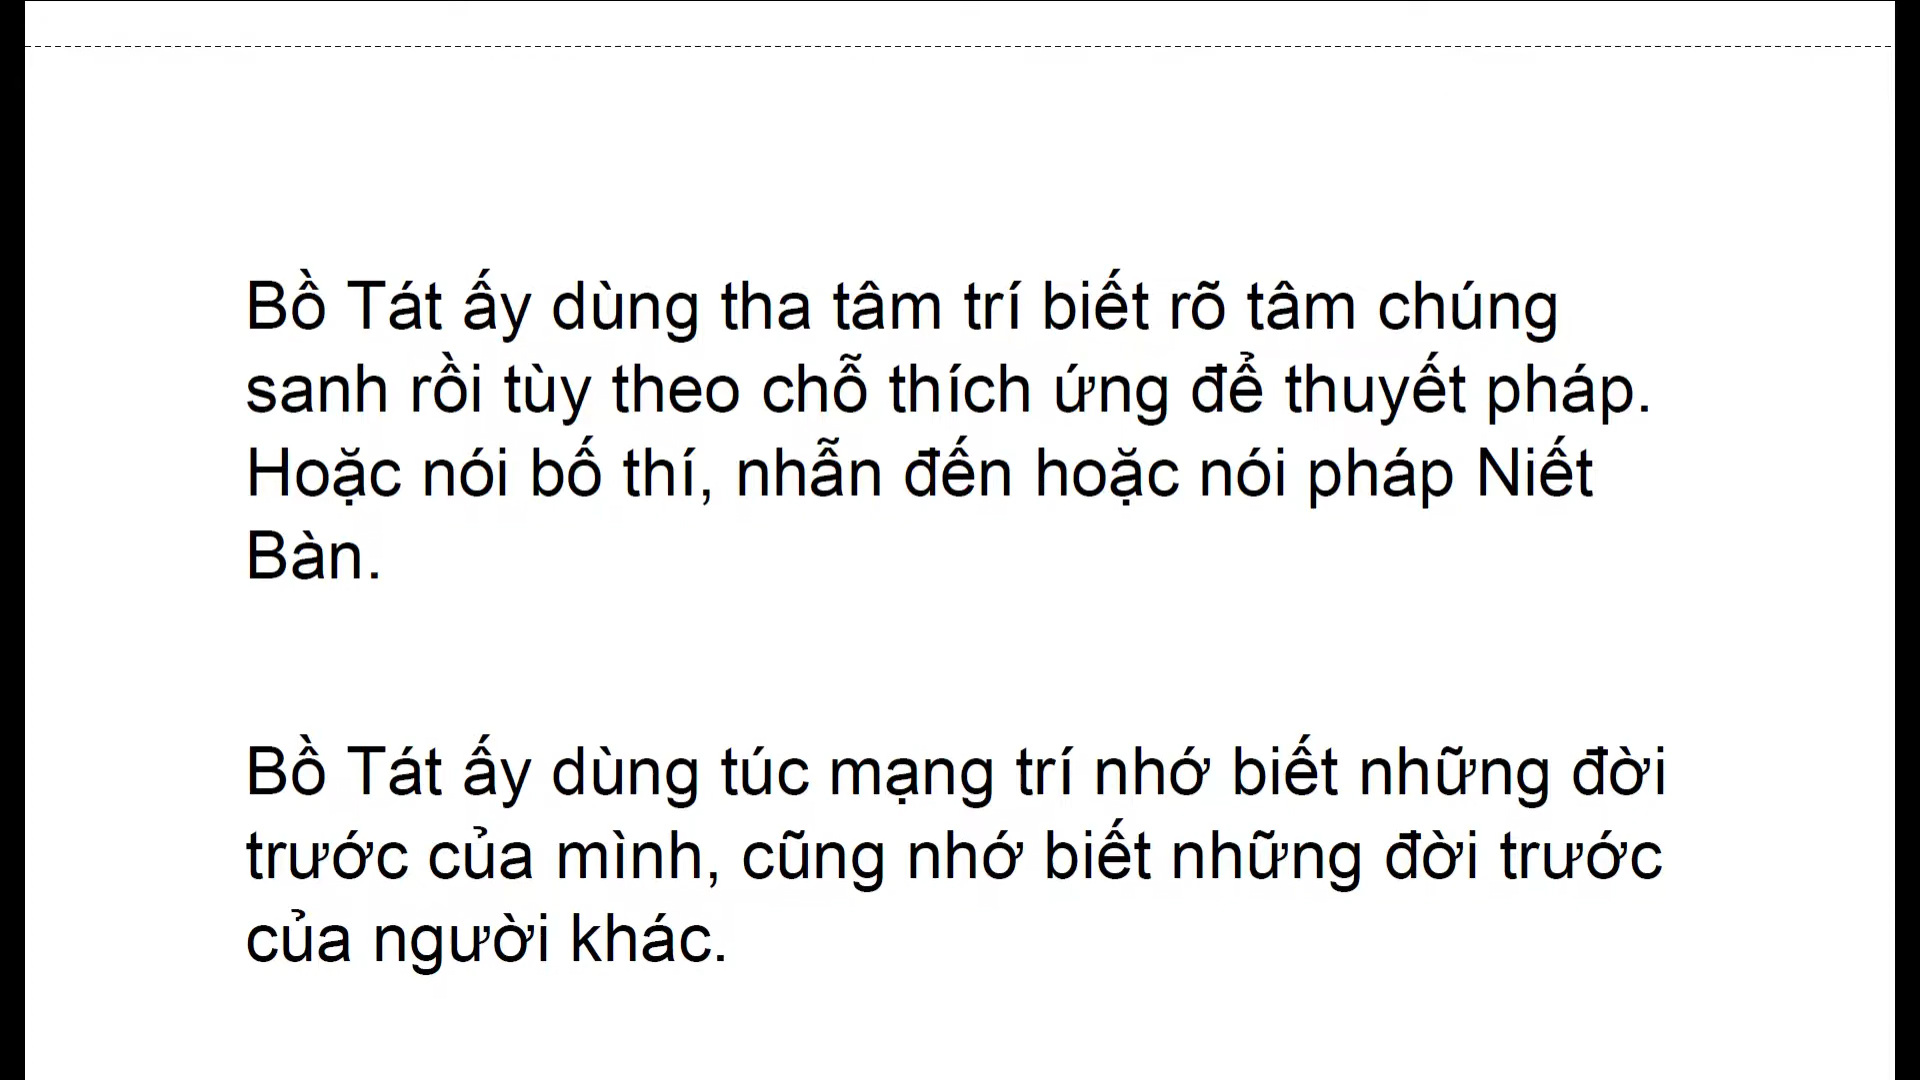 Bồ Tát ấy dùng tha tâm trí biết rõ tâm chúng
sanh rồi tùy theo chỗ thích ứng để thuyết pháp.
Hoặc nói bố thí, nhẫn đến hoặc nói pháp Niết
Bàn.
Bồ Tát ấy dùng túc mạng trí nhớ biết những đời
trước của mình, cũng nhớ biết những đời trước
của người khác.